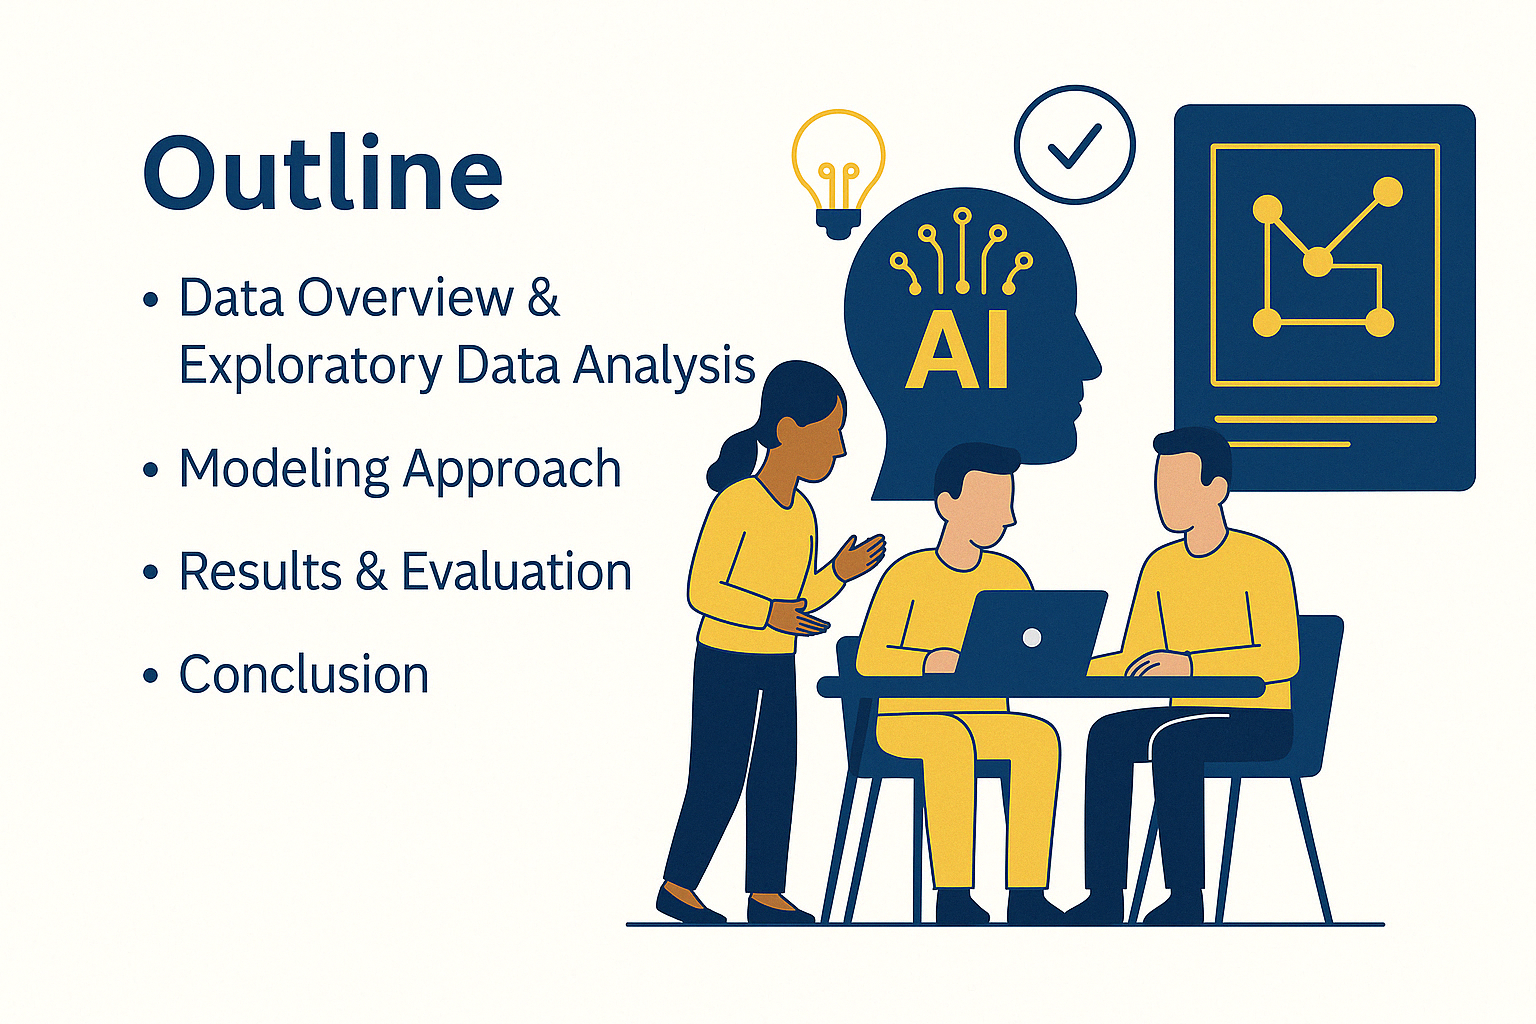 Outline
• Data Overview &
Exploratory Data Analysis
• Modeling Approach
• Results & Evaluation
• Conclusion
AI